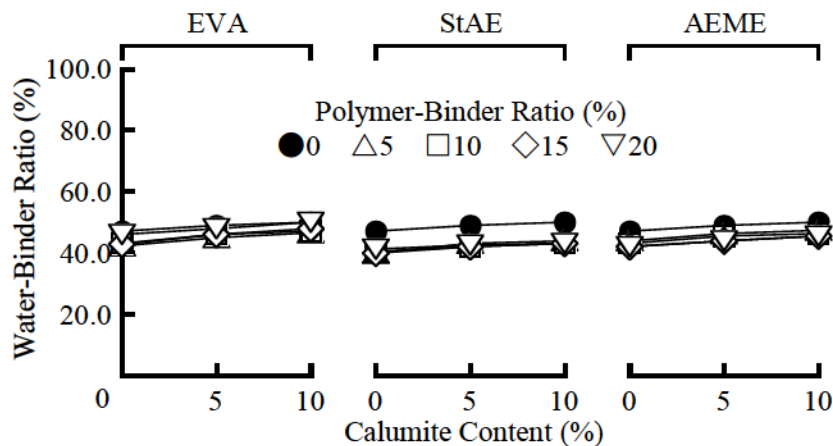 EVA StAE AEME
100.0
Polymer-Binder Ratio (%)
80.0
0 5 10 15 20
60.0
40.0
20.0
0
0 5 10 0 5 10 0 5 10
Calumite Content (%)
Water-Binder Ratio (%)